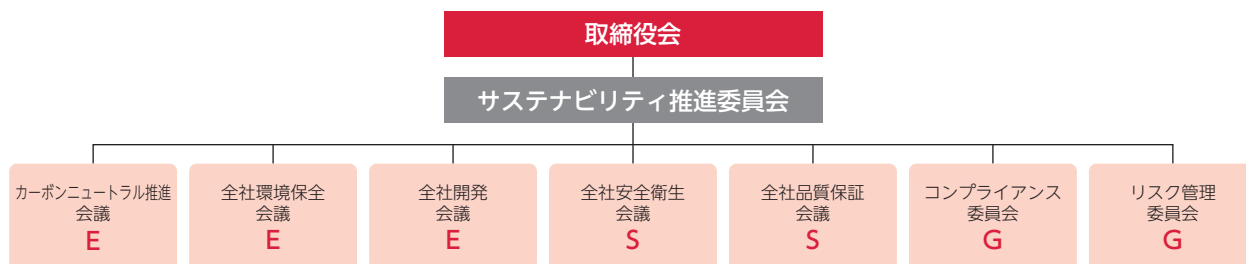 取締役会
サステナビリティ推進委員会
カーボンニュートラル推進
会議
E
全社環境保全
会議
E
全社開発
会議
E
全社安全衛生
会議
S
全社品質保証
会議
S
コンプライアンス
委員会
G
リスク管理
委員会
G